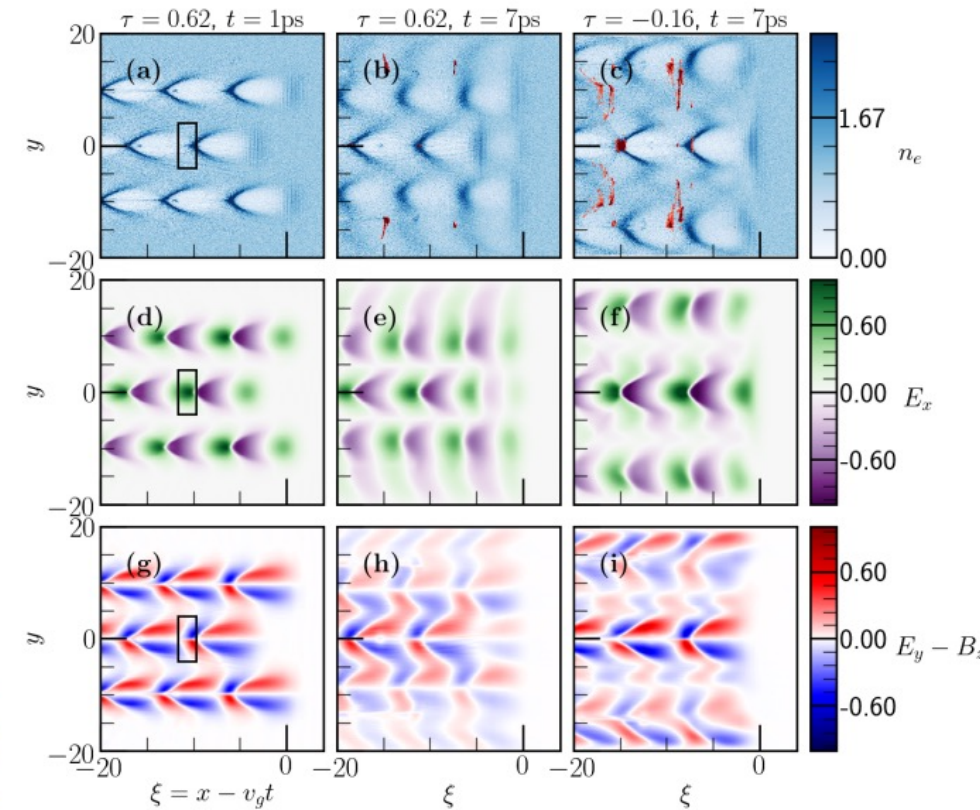 τ = 0.62, t = 1ps τ = 0.62, t = 7ps τ = −0.16, t = 7ps
20
(a) (b) (c)
1.67
y 0 n_e
−20 0.00
20
(d) (e) (f)
0.60
y 0 0.00 E_x
-0.60
−20
20
(g) (h) (i)
0.60
y 0 0.00 E_y − B_z
-0.60
−20
−20 0 −20 0 −20 0
ξ = x − v_g t ξ ξ